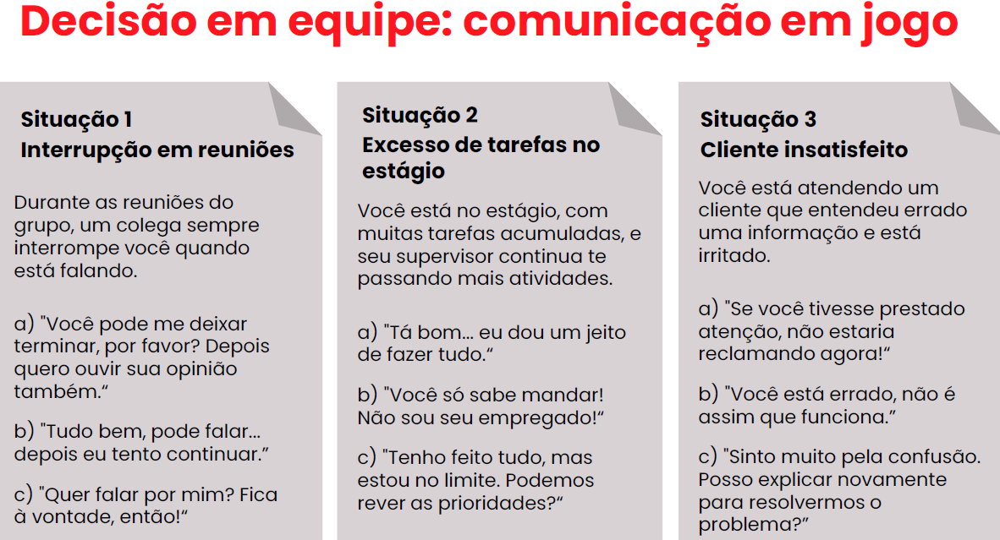 Decisão em equipe: comunicação em jogo
Situação 1
Interrupção em reuniões
Durante as reuniões do
grupo, um colega sempre
interrompe você quando
está falando.
a) "Você pode me deixar
terminar, por favor? Depois
quero ouvir sua opinião
também.“
b) "Tudo bem, pode falar...
depois eu tento continuar.”
c) "Quer falar por mim? Fica
à vontade, então!“
Situação 2
Excesso de tarefas no
estágio
Você está no estágio, com
muitas tarefas acumuladas, e
seu supervisor continua te
passando mais atividades.
a) "Tá bom... eu dou um jeito
de fazer tudo.“
b) "Você só sabe mandar!
Não sou seu empregado!“
c) "Tenho feito tudo, mas
estou no limite. Podemos
rever as prioridades?“
Situação 3
Cliente insatisfeito
Você está atendendo um
cliente que entendeu errado
uma informação e está
irritado.
a) "Se você tivesse prestado
atenção, não estaria
reclamando agora!“
b) "Você está errado, não é
assim que funciona.”
c) "Sinto muito pela confusão.
Posso explicar novamente
para resolvermos o
problema?”